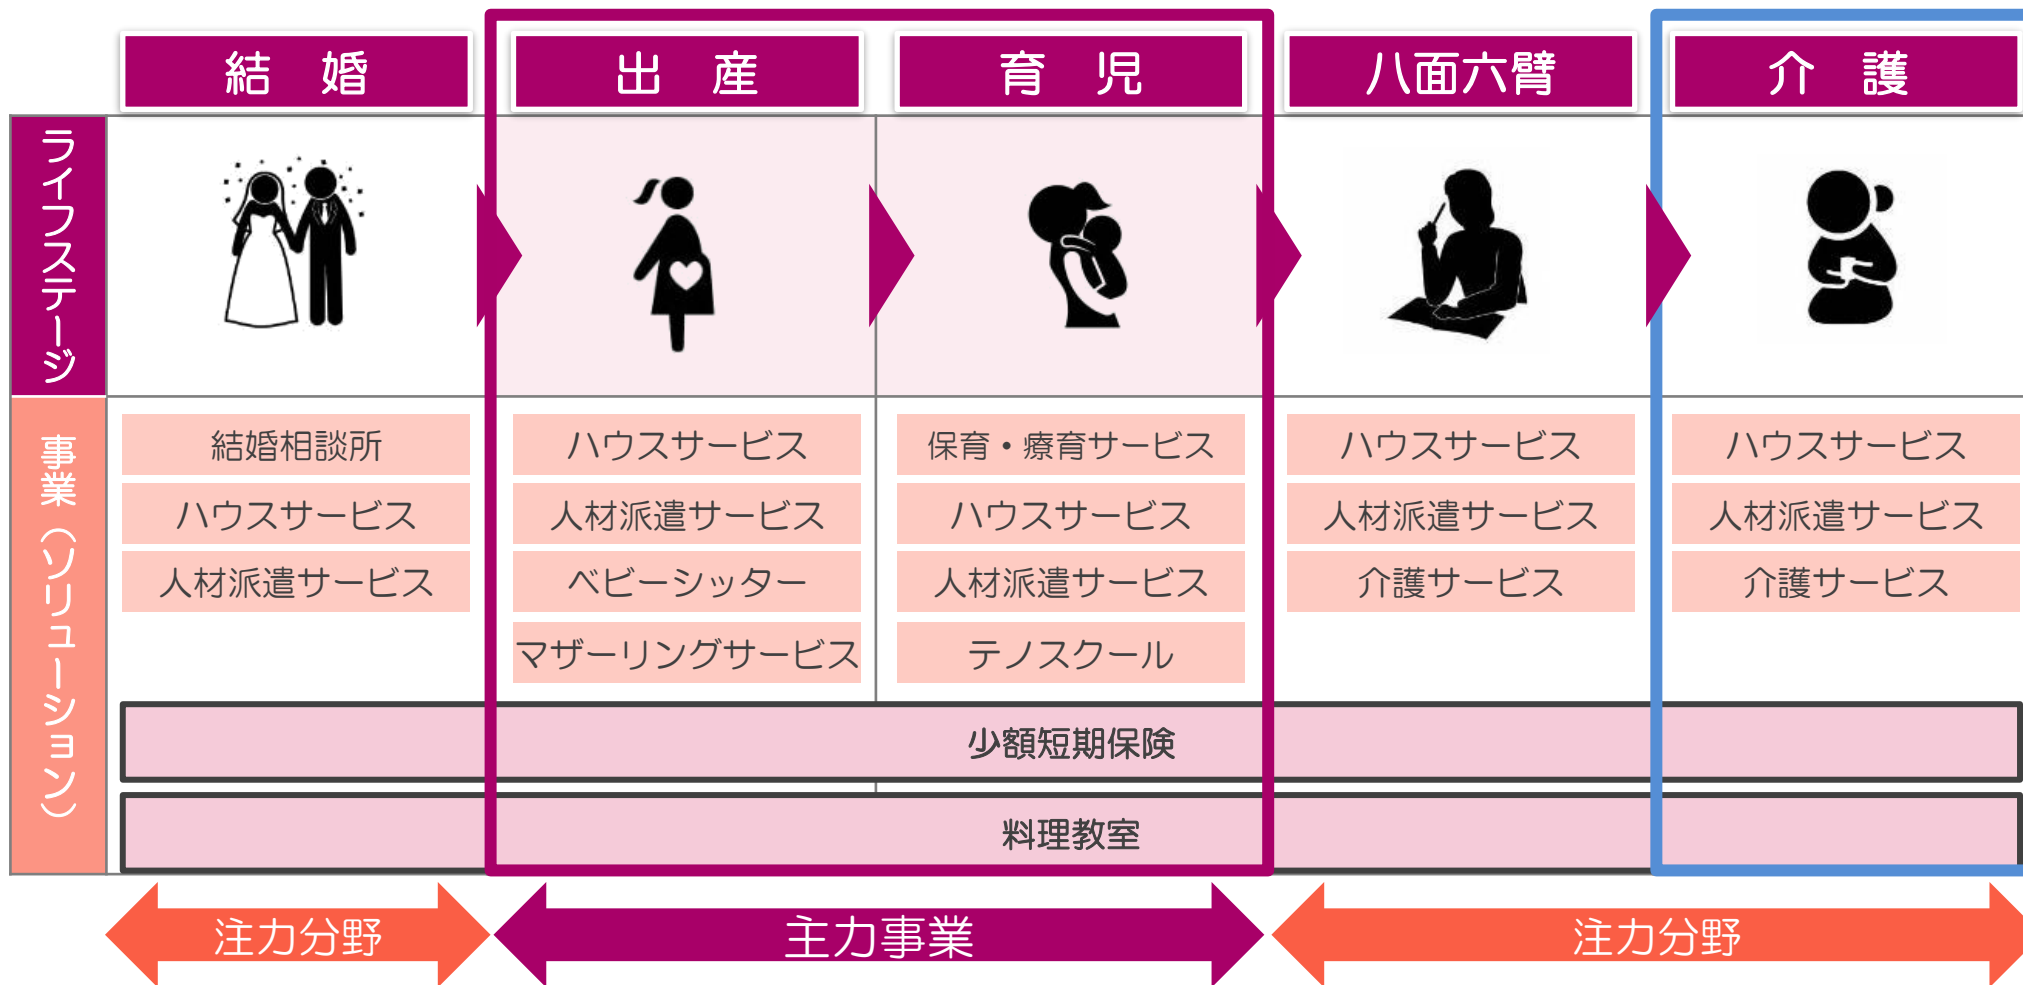 結　婚
出　産
育　児
八面六臂
介　護
ライフステージ
事業（ソリューション）
結婚相談所
ハウスサービス
人材派遣サービス
ハウスサービス
人材派遣サービス
ベビーシッター
マザーリングサービス
保育・療育サービス
ハウスサービス
人材派遣サービス
テノスクール
ハウスサービス
人材派遣サービス
介護サービス
ハウスサービス
人材派遣サービス
介護サービス
少額短期保険
料理教室
注力分野
主力事業
注力分野